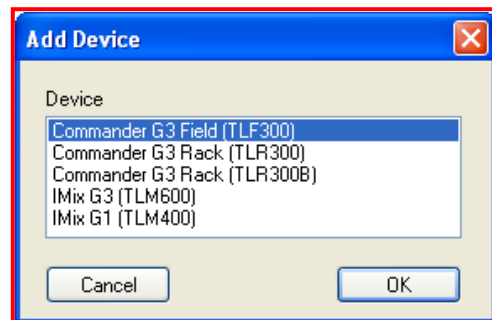 Add Device
Device
Commander G3 Field (TLF300)
Commander G3 Rack (TLR300)
Commander G3 Rack (TLR300B)
IMix G3 (TLM600)
IMix G1 (TLM400)
Cancel OK